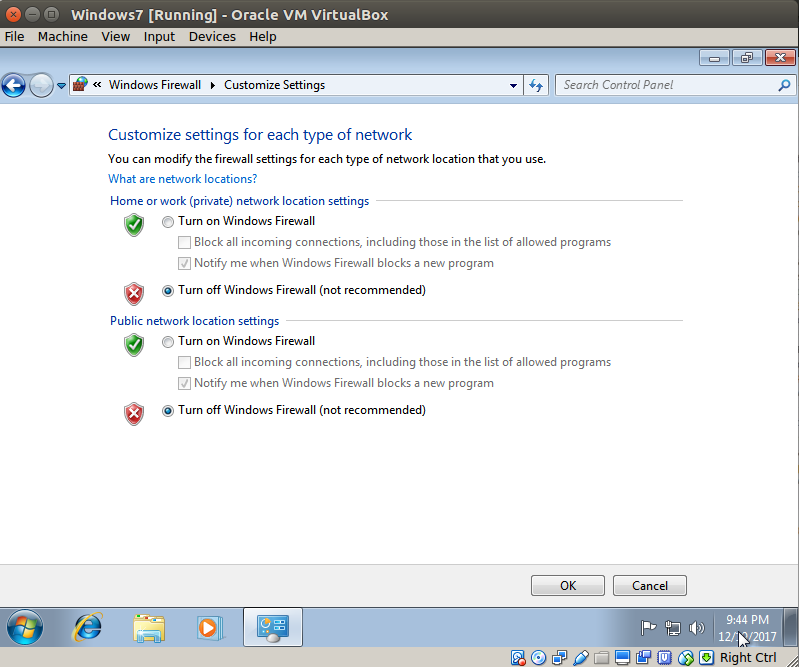 Windows7 [Running] - Oracle VM VirtualBox
File Machine View Input Devices Help
« Windows Firewall Customize Settings Search Control Panel
Customize settings for each type of network
You can modify the firewall settings for each type of network location that you use.
What are network locations?
Home or work (private) network location settings
Turn on Windows Firewall
Block all incoming connections, including those in the list of allowed programs
Notify me when Windows Firewall blocks a new program
Turn off Windows Firewall (not recommended)
Public network location settings
Turn on Windows Firewall
Block all incoming connections, including those in the list of allowed programs
Notify me when Windows Firewall blocks a new program
Turn off Windows Firewall (not recommended)
OK Cancel
9:44 PM
Right Ctrl